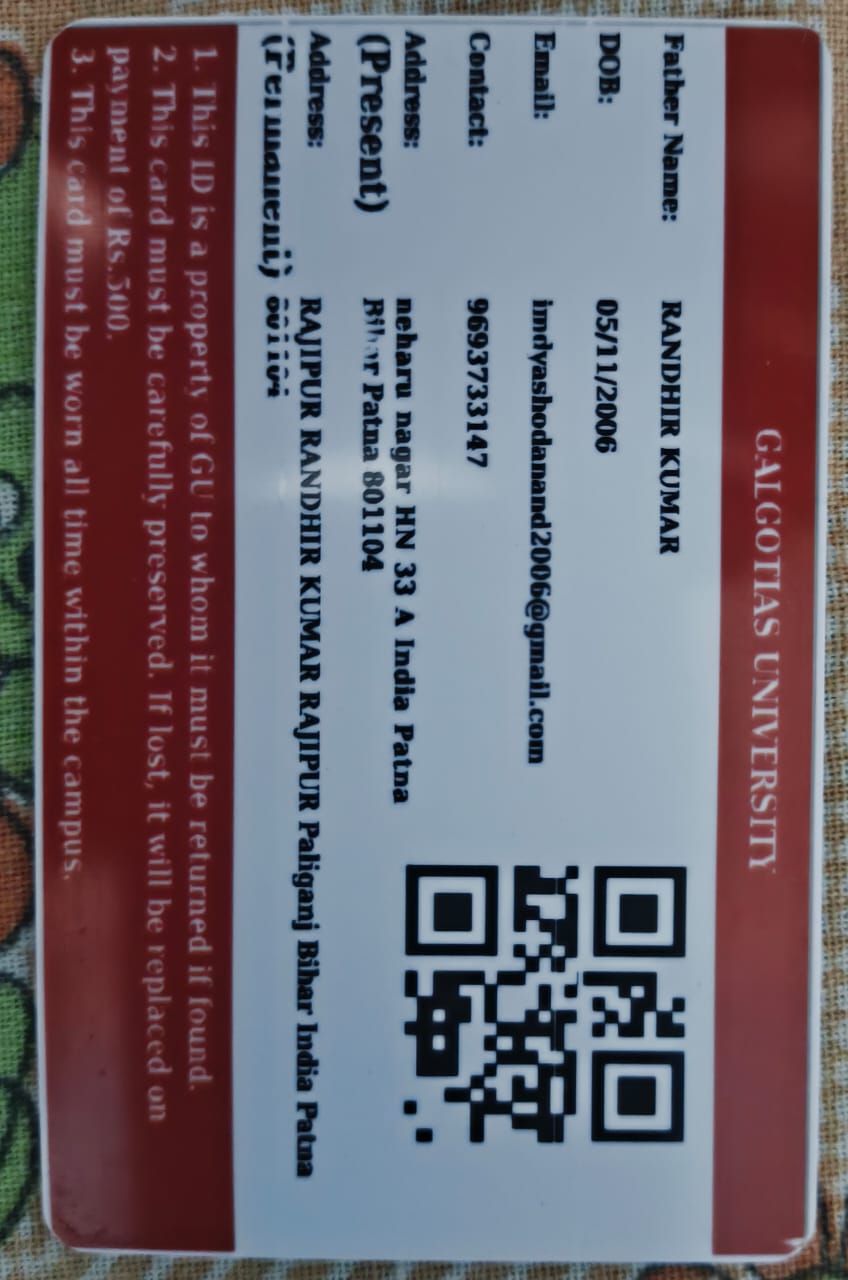 GALGOTIAS UNIVERSITY
Father Name: RANDHIR KUMAR
DOB: 05/11/2006
Email: imdyashodanand2006@gmail.com
Contact: 9693733147
Address: neharu nagar HN 33 A India Patna
(Present) Bihar Patna 801104
Address: RAJIPUR RANDHIR KUMAR RAJIPUR Paliganj Bihar India Patna
(Permanent) 801104
1. This ID is a property of GU to whom it must be returned if found.
2. This card must be carefully preserved. If lost, it will be replaced on
payment of Rs.500.
3. This card must be worn all time within the campus.